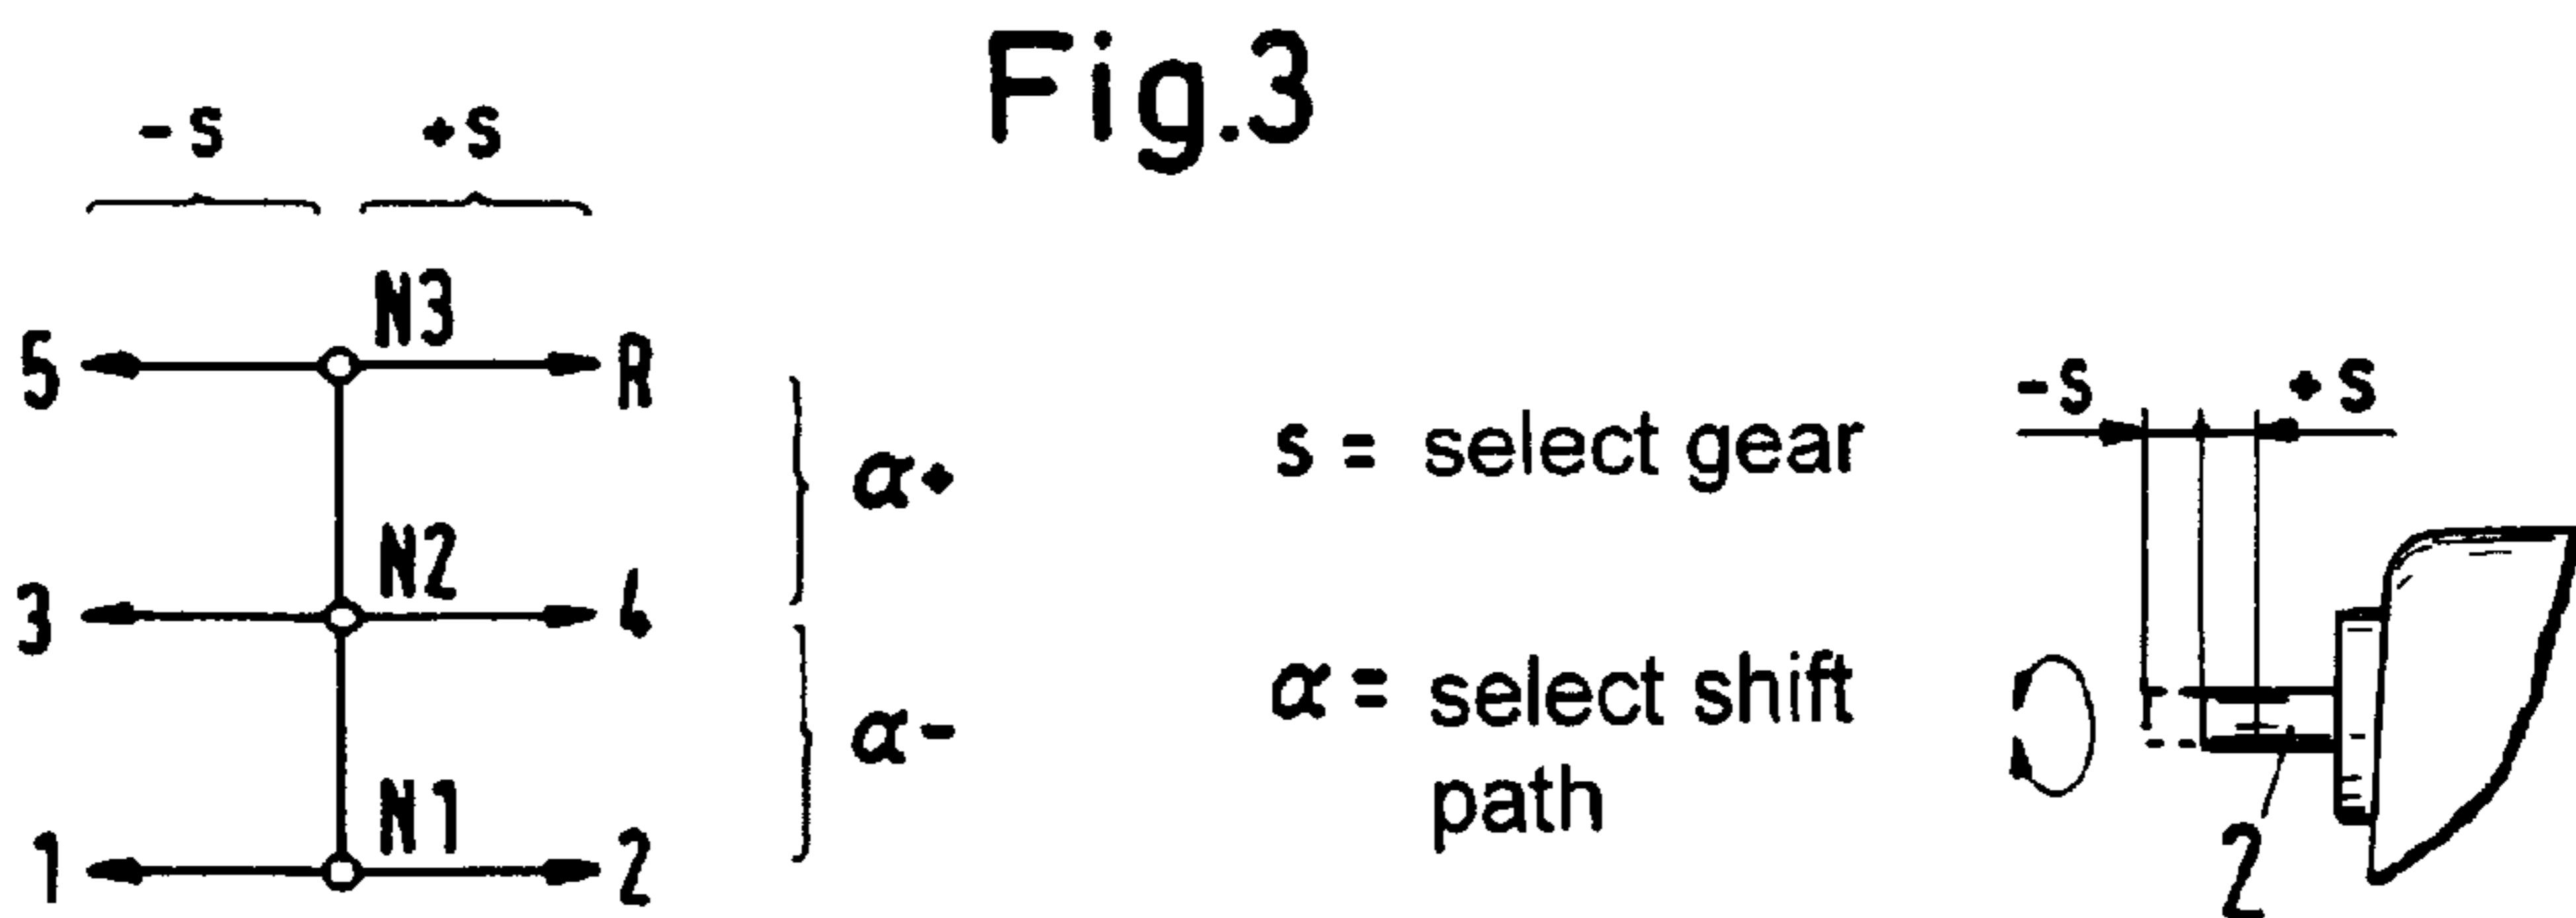 Fig.3
-s +s
N3
5 R
α+
N2
3 4
α-
N1
1 2
s = select gear
α = select shift
path
-s +s
2